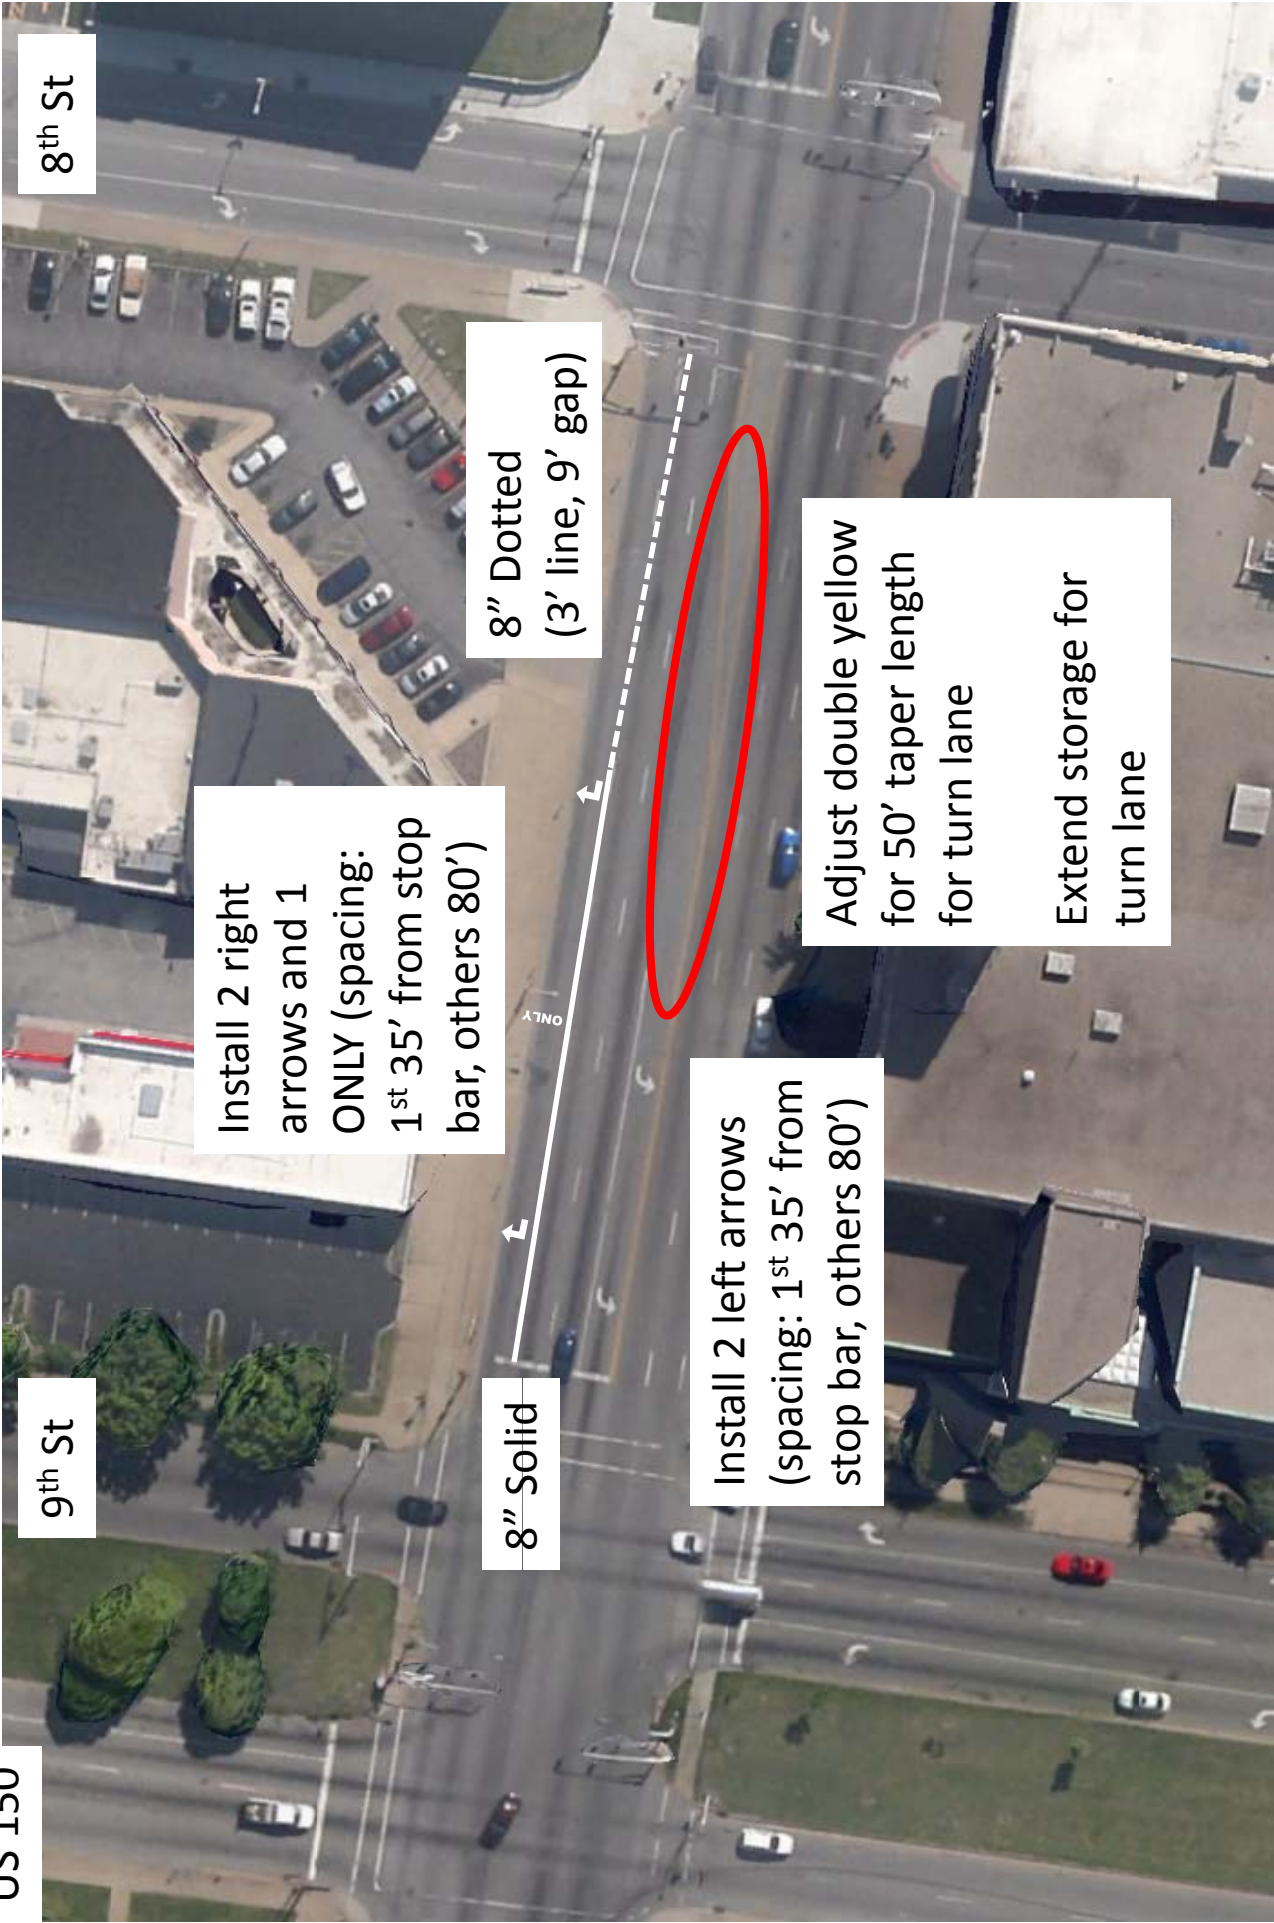 US 150
9th St
8th St
Install 2 right
arrows and 1
ONLY (spacing:
1st 35’ from stop
bar, others 80’)
8” Dotted
(3’ line, 9’ gap)
ONLY
8” Solid
Install 2 left arrows
(spacing: 1st 35’ from
stop bar, others 80’)
Adjust double yellow
for 50’ taper length
for turn lane
Extend storage for
turn lane